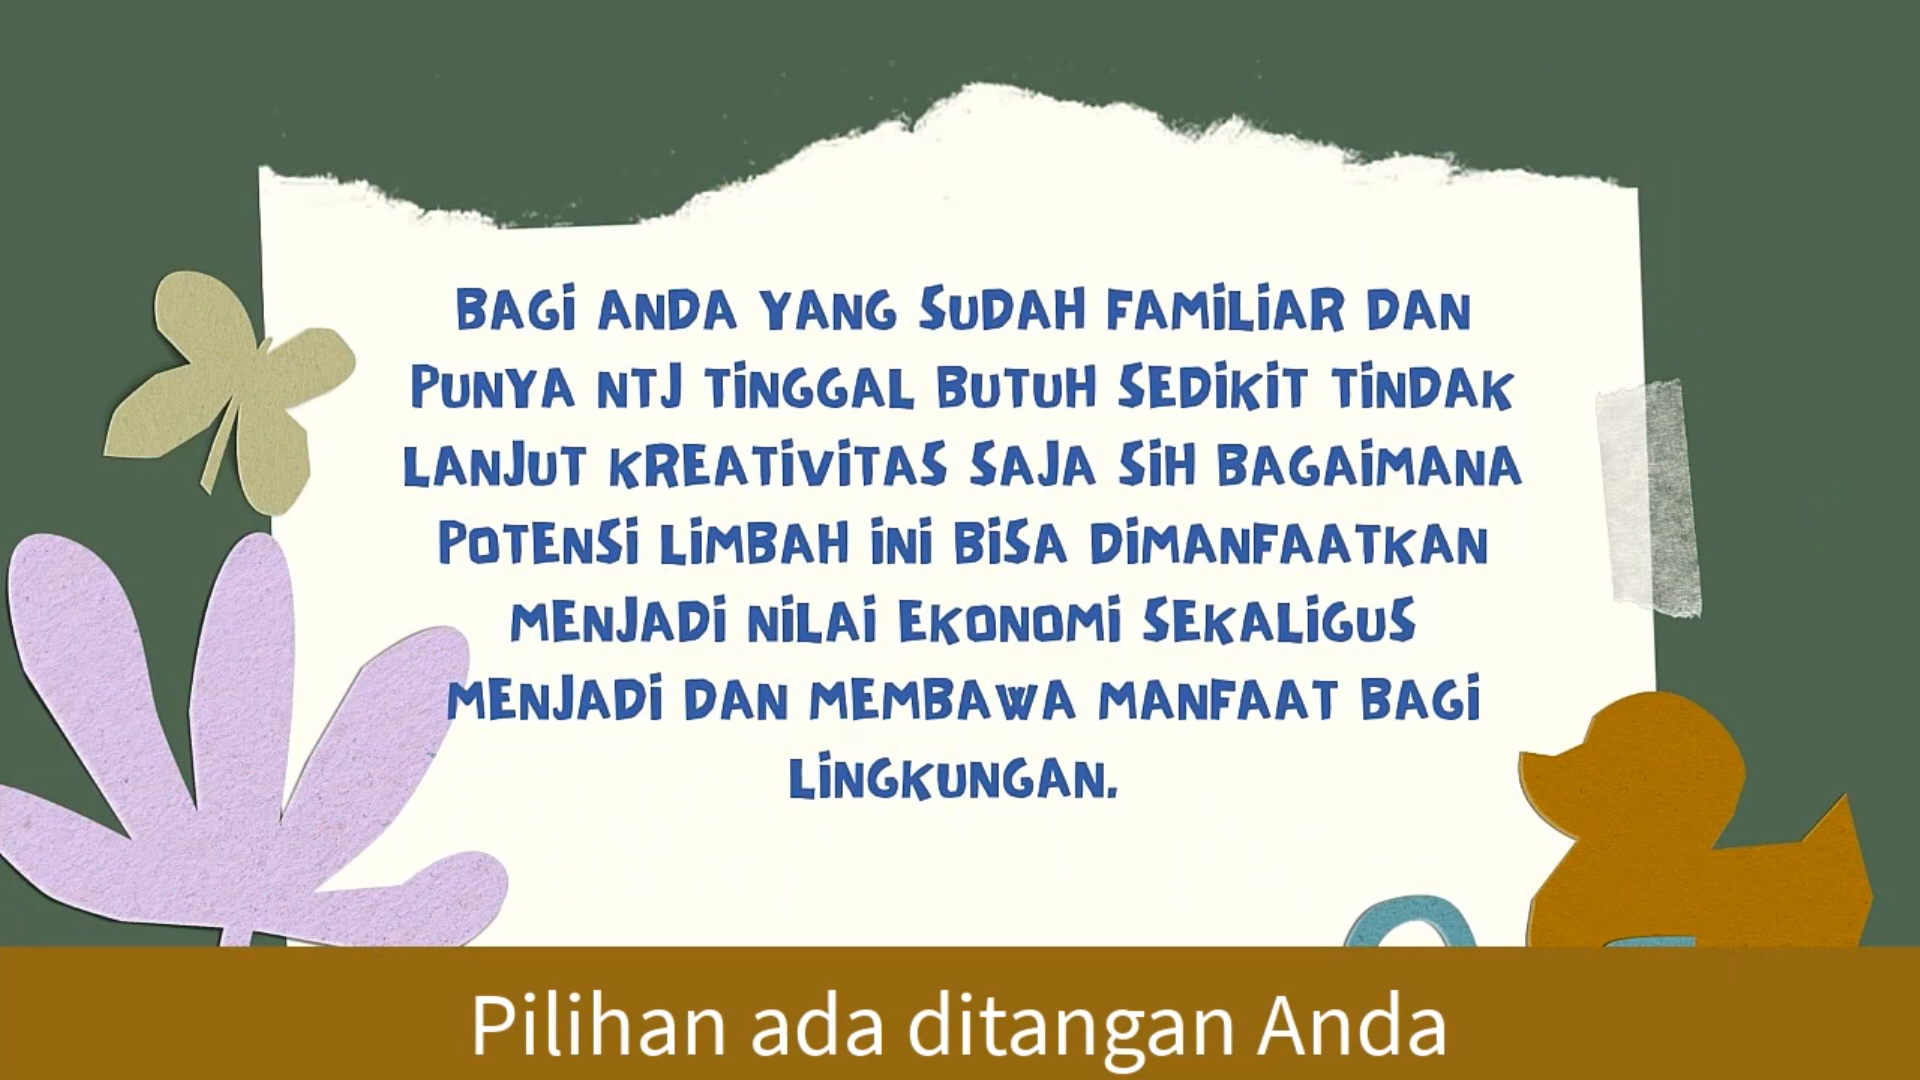 BAGI ANDA YANG SUDAH FAMILIAR DAN
PUNYA NTJ TINGGAL BUTUH SEDIKIT TINDAK
LANJUT KREATIVITAS SAJA SIH BAGAIMANA
POTENSI LIMBAH INI BISA DIMANFAATKAN
MENJADI NILAI EKONOMI SEKALIGUS
MENJADI DAN MEMBAWA MANFAAT BAGI
LINGKUNGAN.
Pilihan ada ditangan Anda